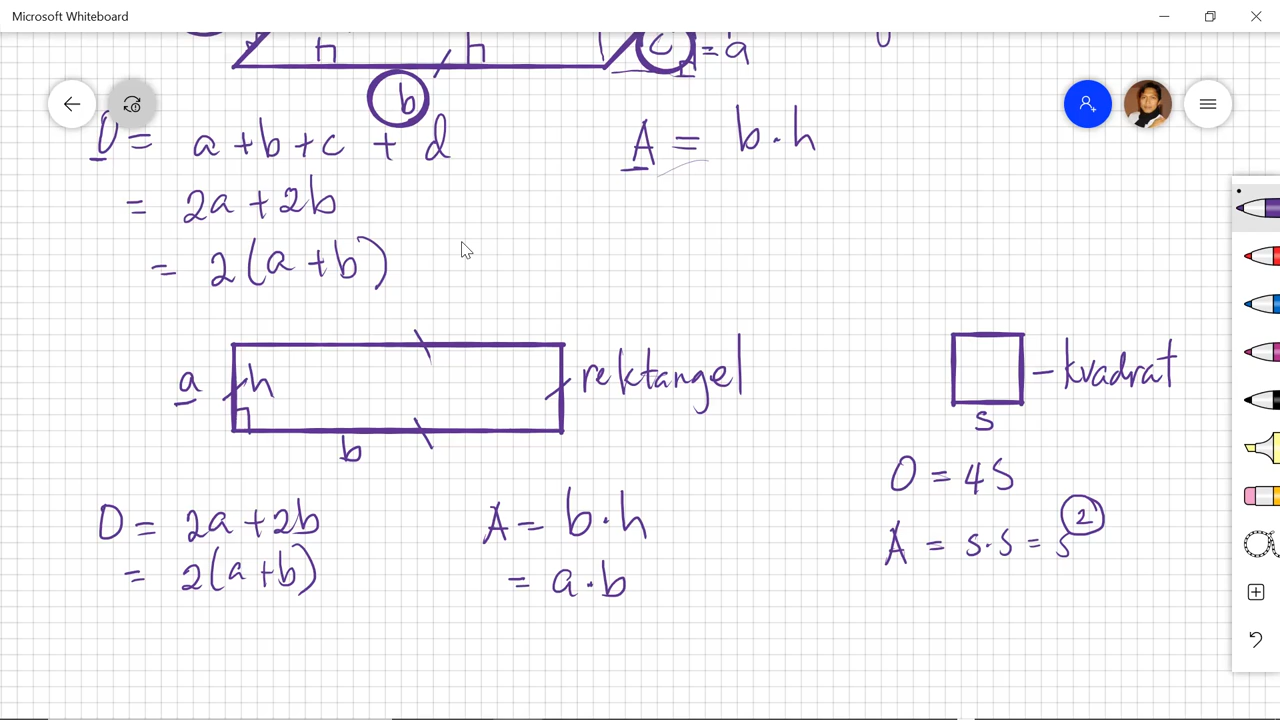 Microsoft Whiteboard
h h c = a
b
O = a + b + c + d
= 2a + 2b
= 2(a + b)
A = b · h
a h rektangel
b
O = 2a + 2b
= 2(a + b)
A = b · h
= a · b
- kvadrat
s
O = 4s
A = s · s = s²